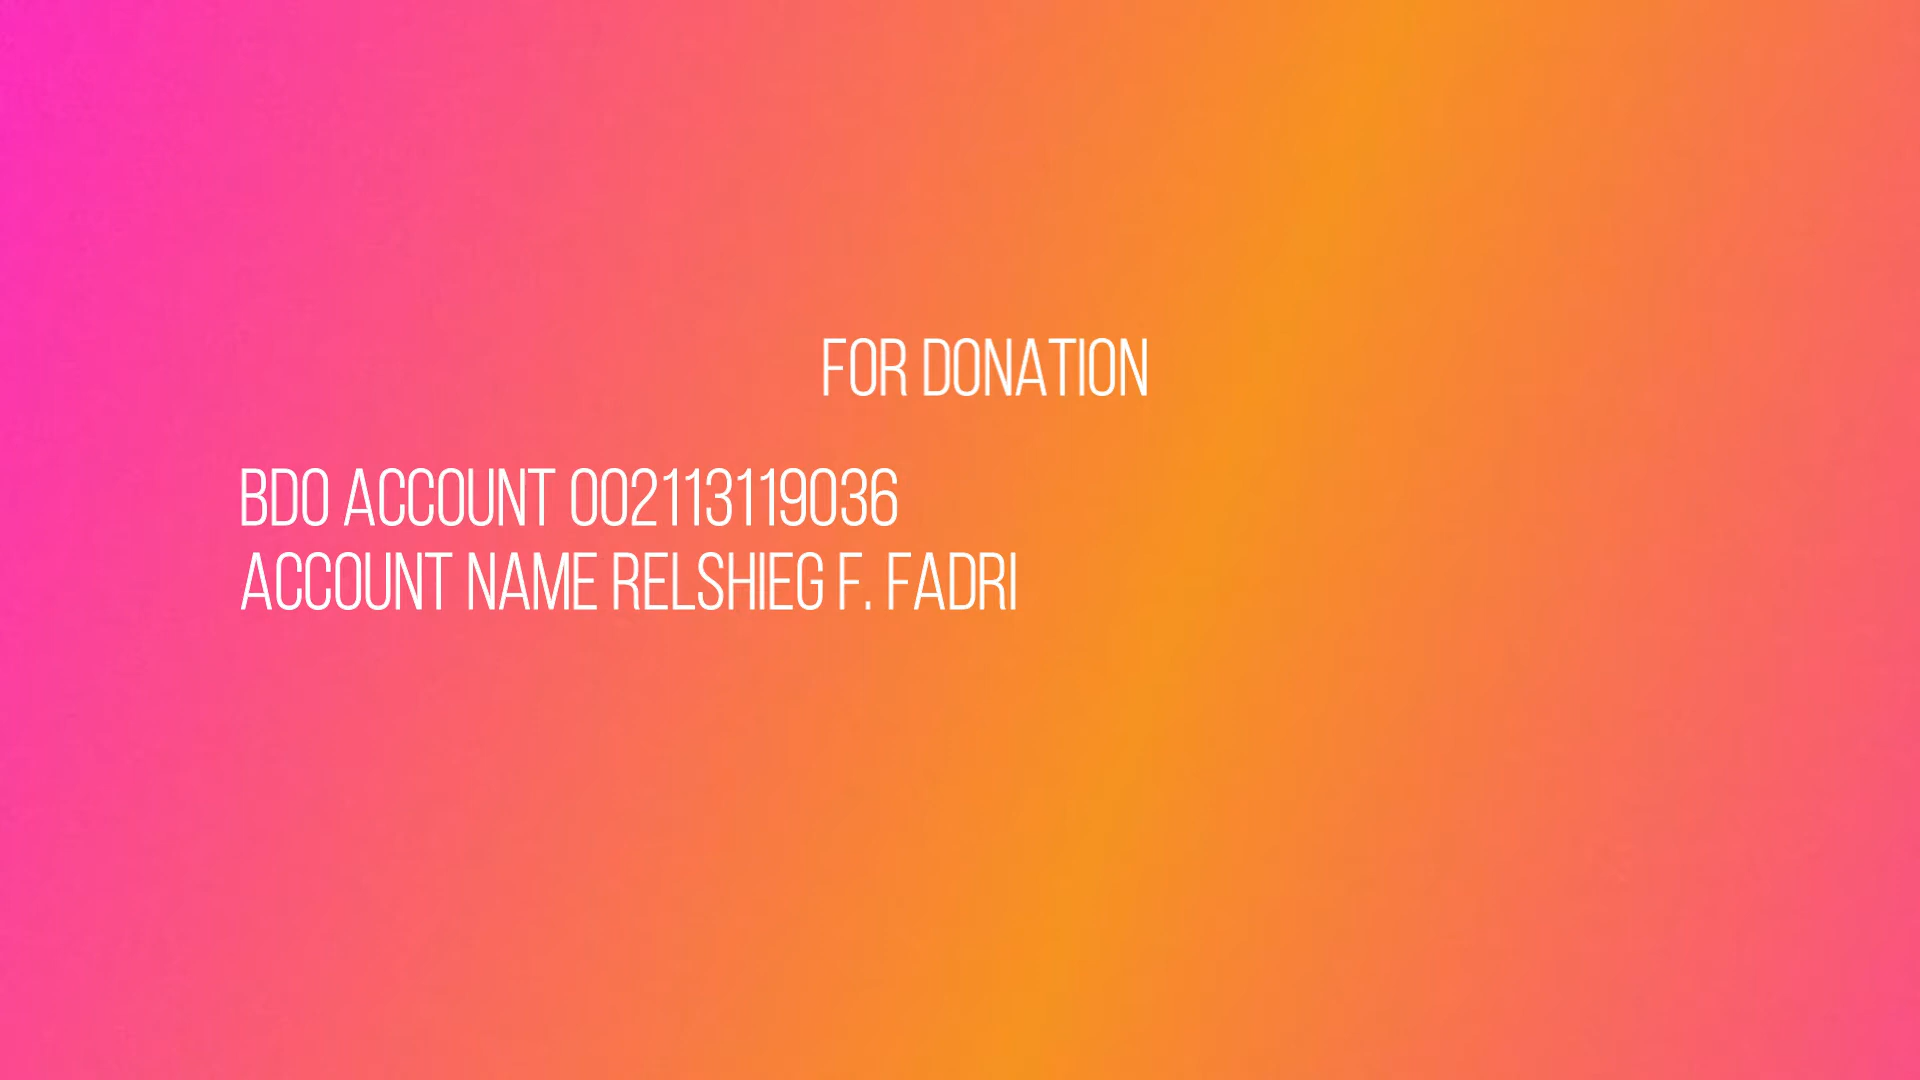 FOR DONATION
BDO ACCOUNT 002113119036
ACCOUNT NAME RELSHIEG F. FADRI